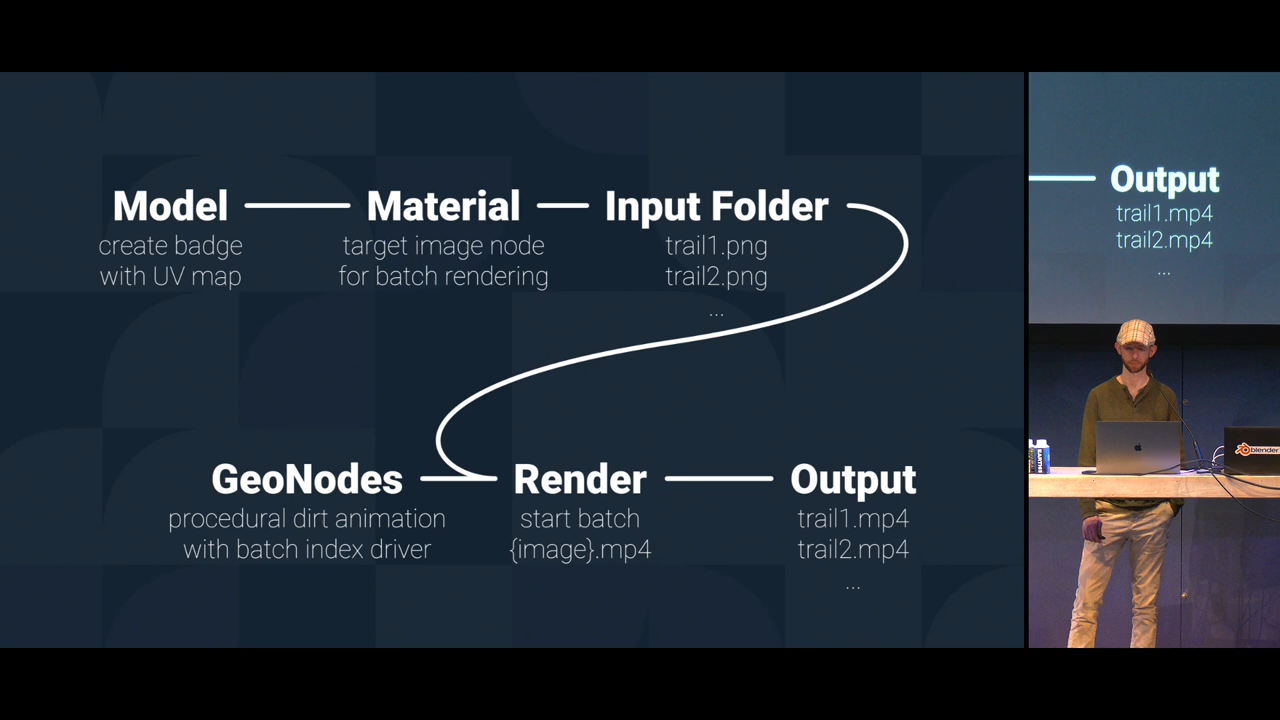 Model
create badge
with UV map
Material
target image node
for batch rendering
Input Folder
trail1.png
trail2.png
...
GeoNodes
procedural dirt animation
with batch index driver
Render
start batch
{image}.mp4
Output
trail1.mp4
trail2.mp4
...
Output
trail1.mp4
trail2.mp4
...
blender